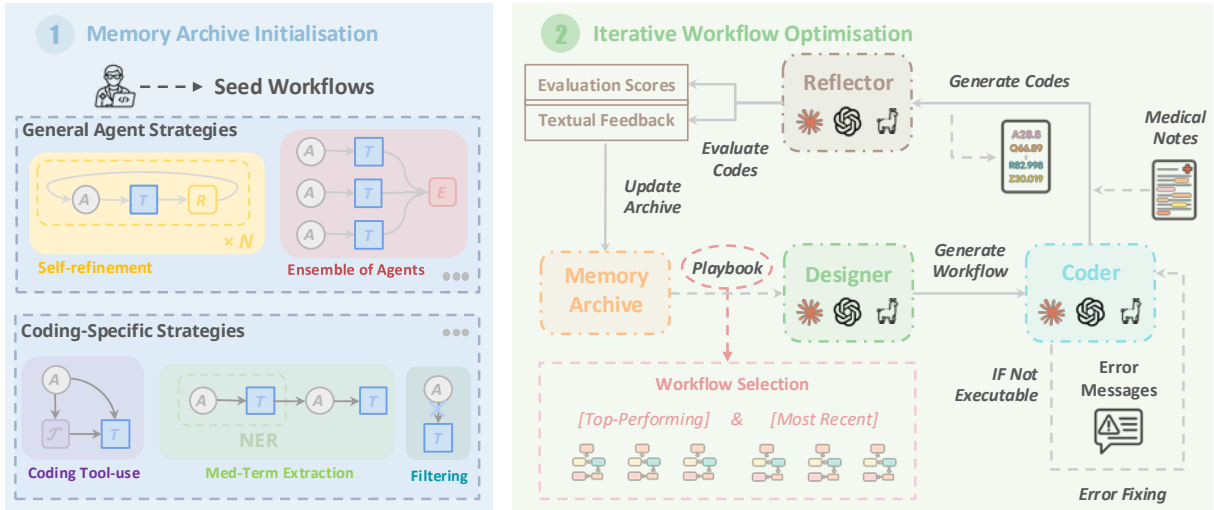 1 Memory Archive Initialisation
Seed Workflows
General Agent Strategies
A T R
× N
Self-refinement
A T
A T E
A T
Ensemble of Agents
Coding-Specific Strategies
A
𝒯 T
Coding Tool-use
A T A T
NER
Med-Term Extraction
A
T
Filtering
2 Iterative Workflow Optimisation
Evaluation Scores
Textual Feedback
Reflector
Evaluate
Codes
Generate Codes
A28.8
Q66.89
R82.998
Z30.019
Medical
Notes
Update
Archive
Memory
Archive
Playbook
Designer
Generate
Workflow
Coder
Workflow Selection
[Top-Performing] & [Most Recent]
IF Not
Executable
Error
Messages
Error Fixing